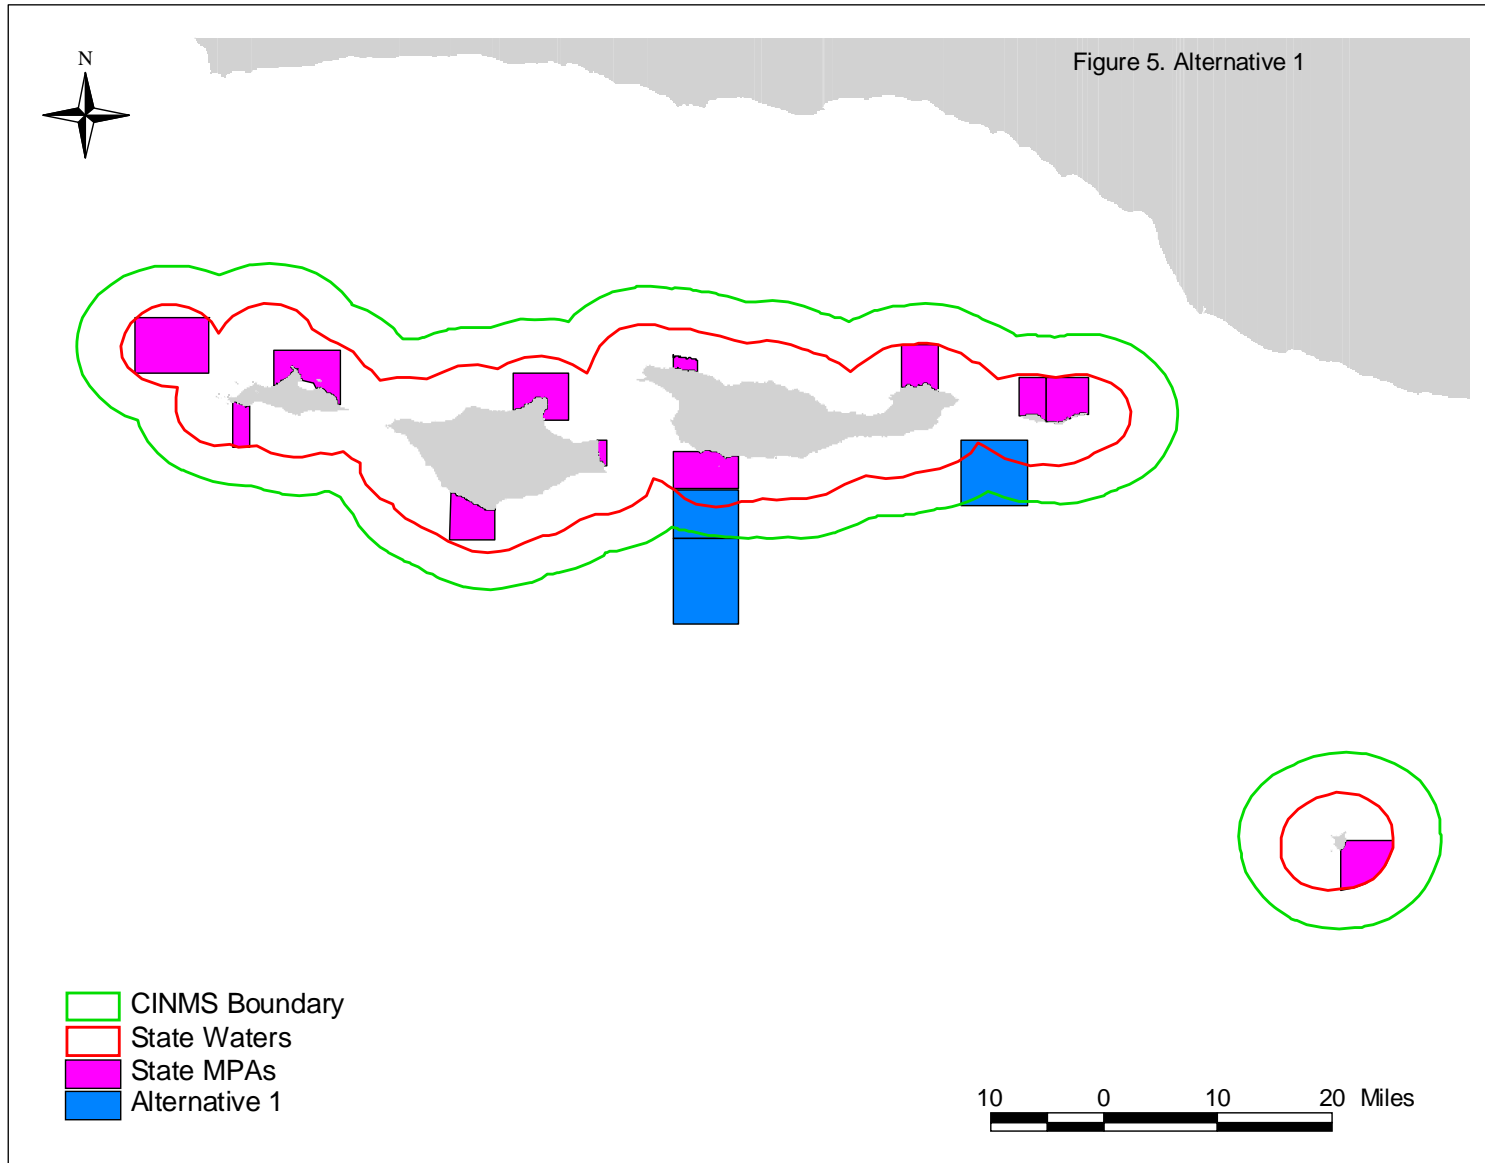 Figure 5. Alternative 1
N
CINMS Boundary
State Waters
State MPAs
Alternative 1
10 0 10 20 Miles